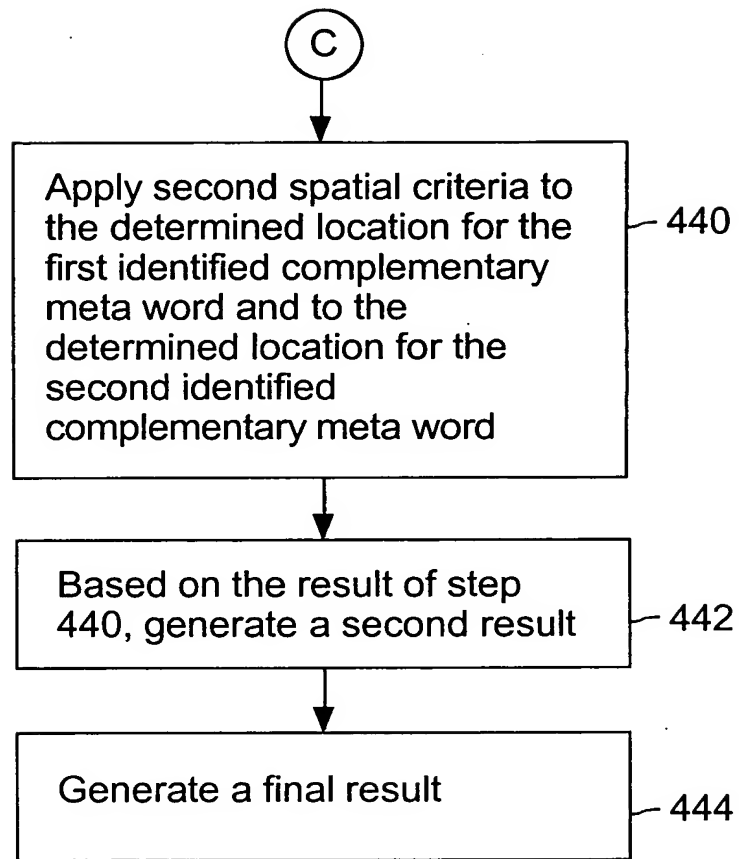 C
Apply second spatial criteria to
the determined location for the
first identified complementary
meta word and to the
determined location for the
second identified
complementary meta word
440
Based on the result of step
440, generate a second result
442
Generate a final result
444